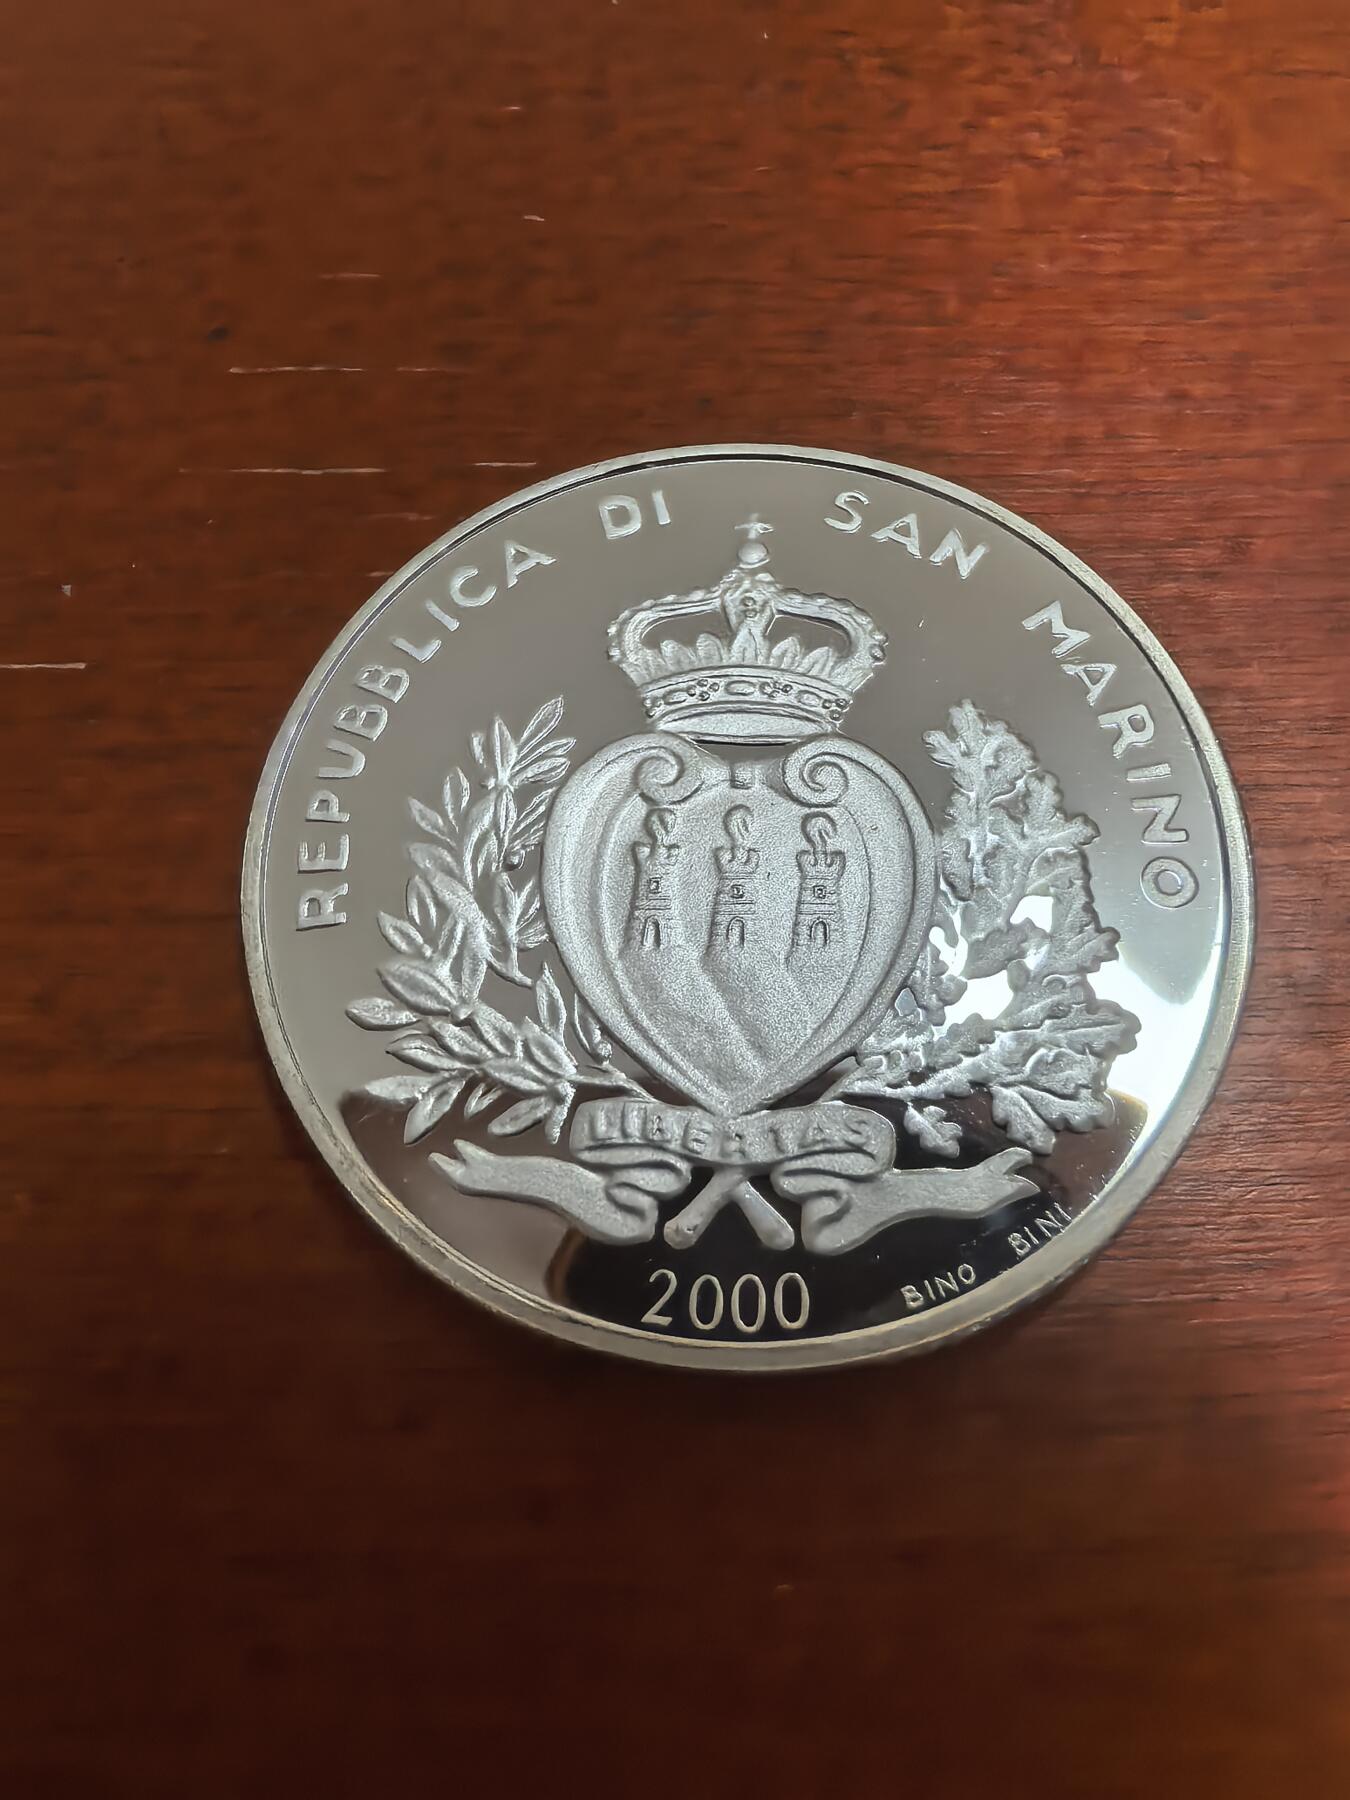 REPUBBLICA DI SAN MARINO
LIBERTAS
2000
BINO BINI